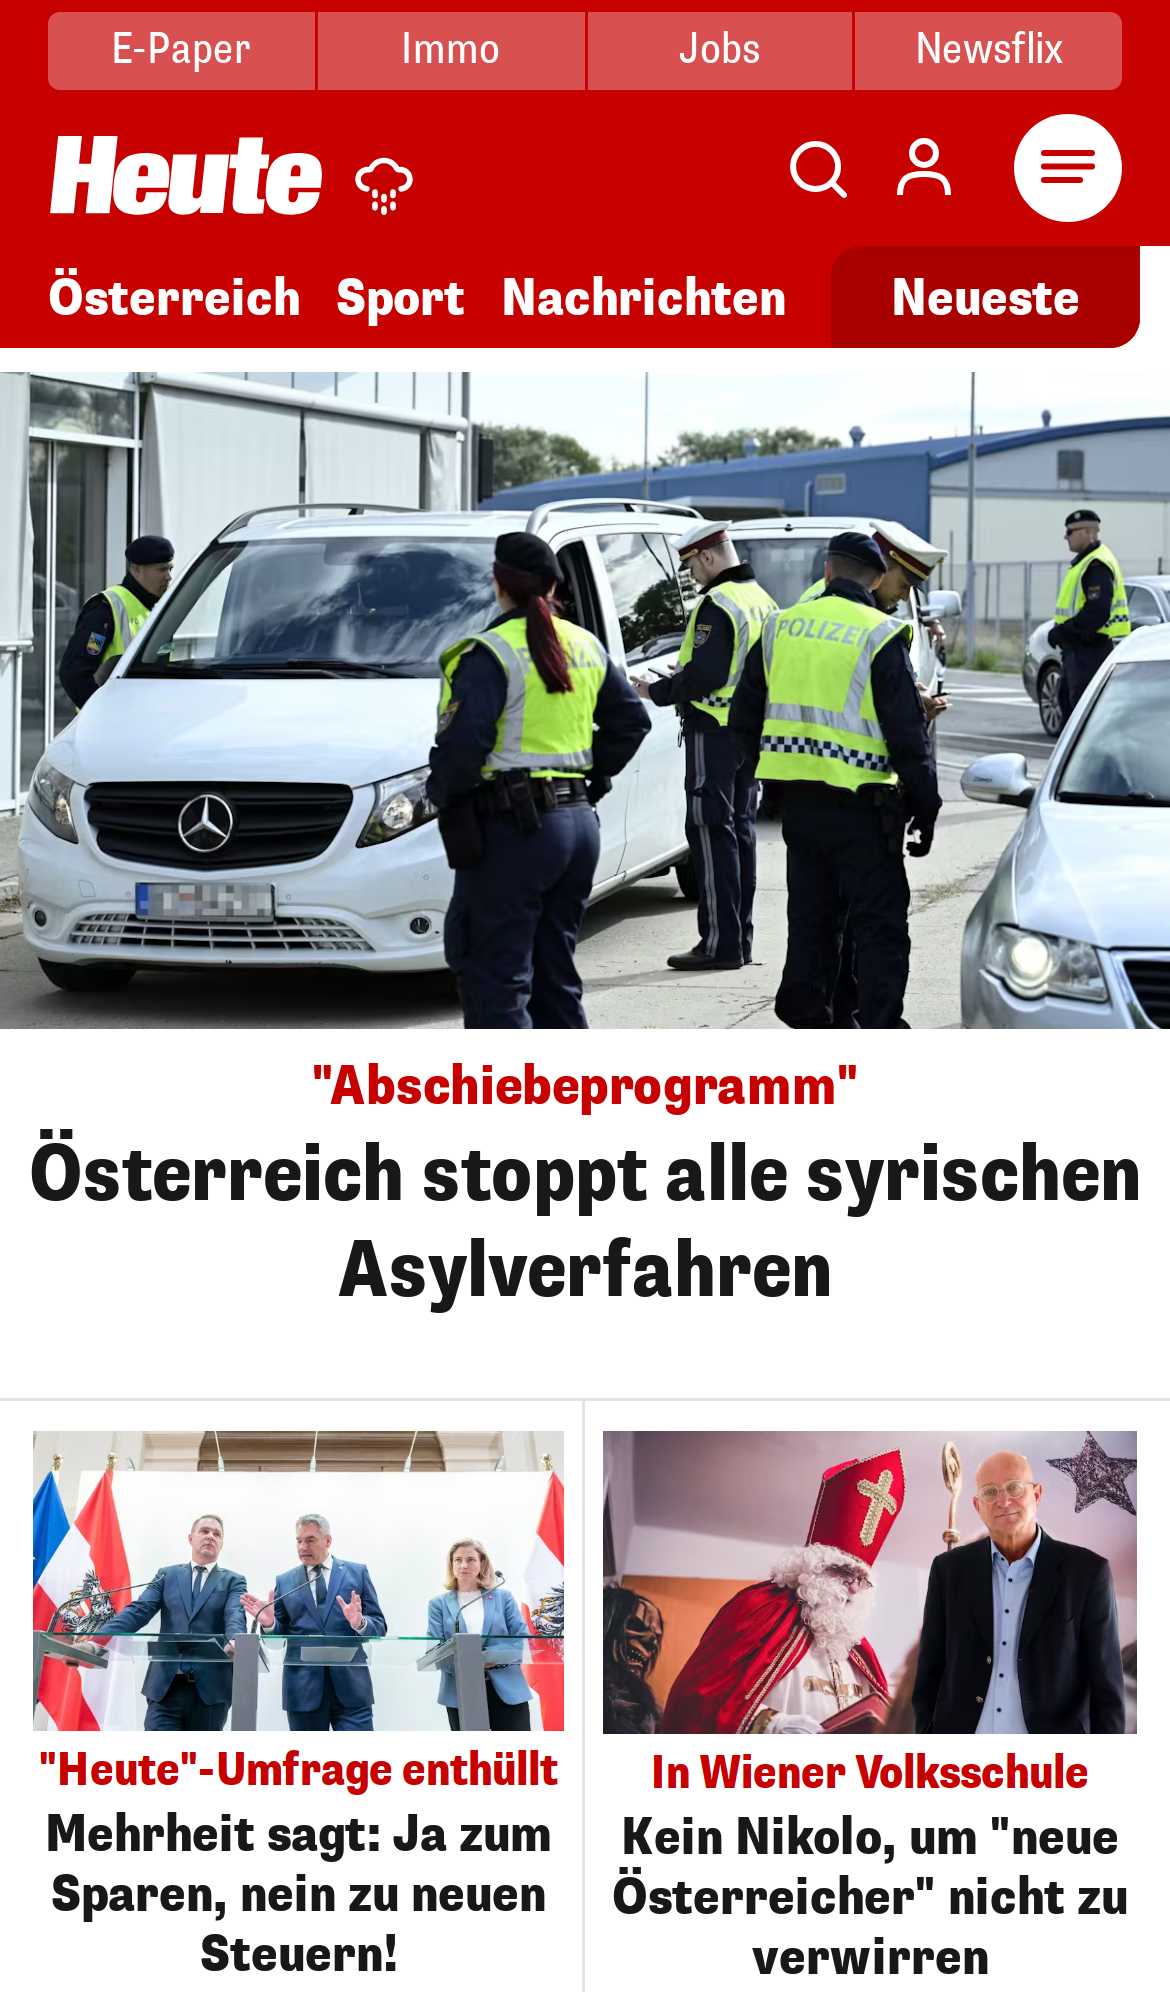 E-Paper
Immo
Jobs
Newsflix
Heute
Österreich
Sport
Nachrichten
Neueste
POLIZEI
"Abschiebeprogramm"
Österreich stoppt alle syrischen
Asylverfahren
"Heute"-Umfrage enthüllt
Mehrheit sagt: Ja zum
Sparen, nein zu neuen
Steuern!
In Wiener Volksschule
Kein Nikolo, um "neue
Österreicher" nicht zu
verwirren